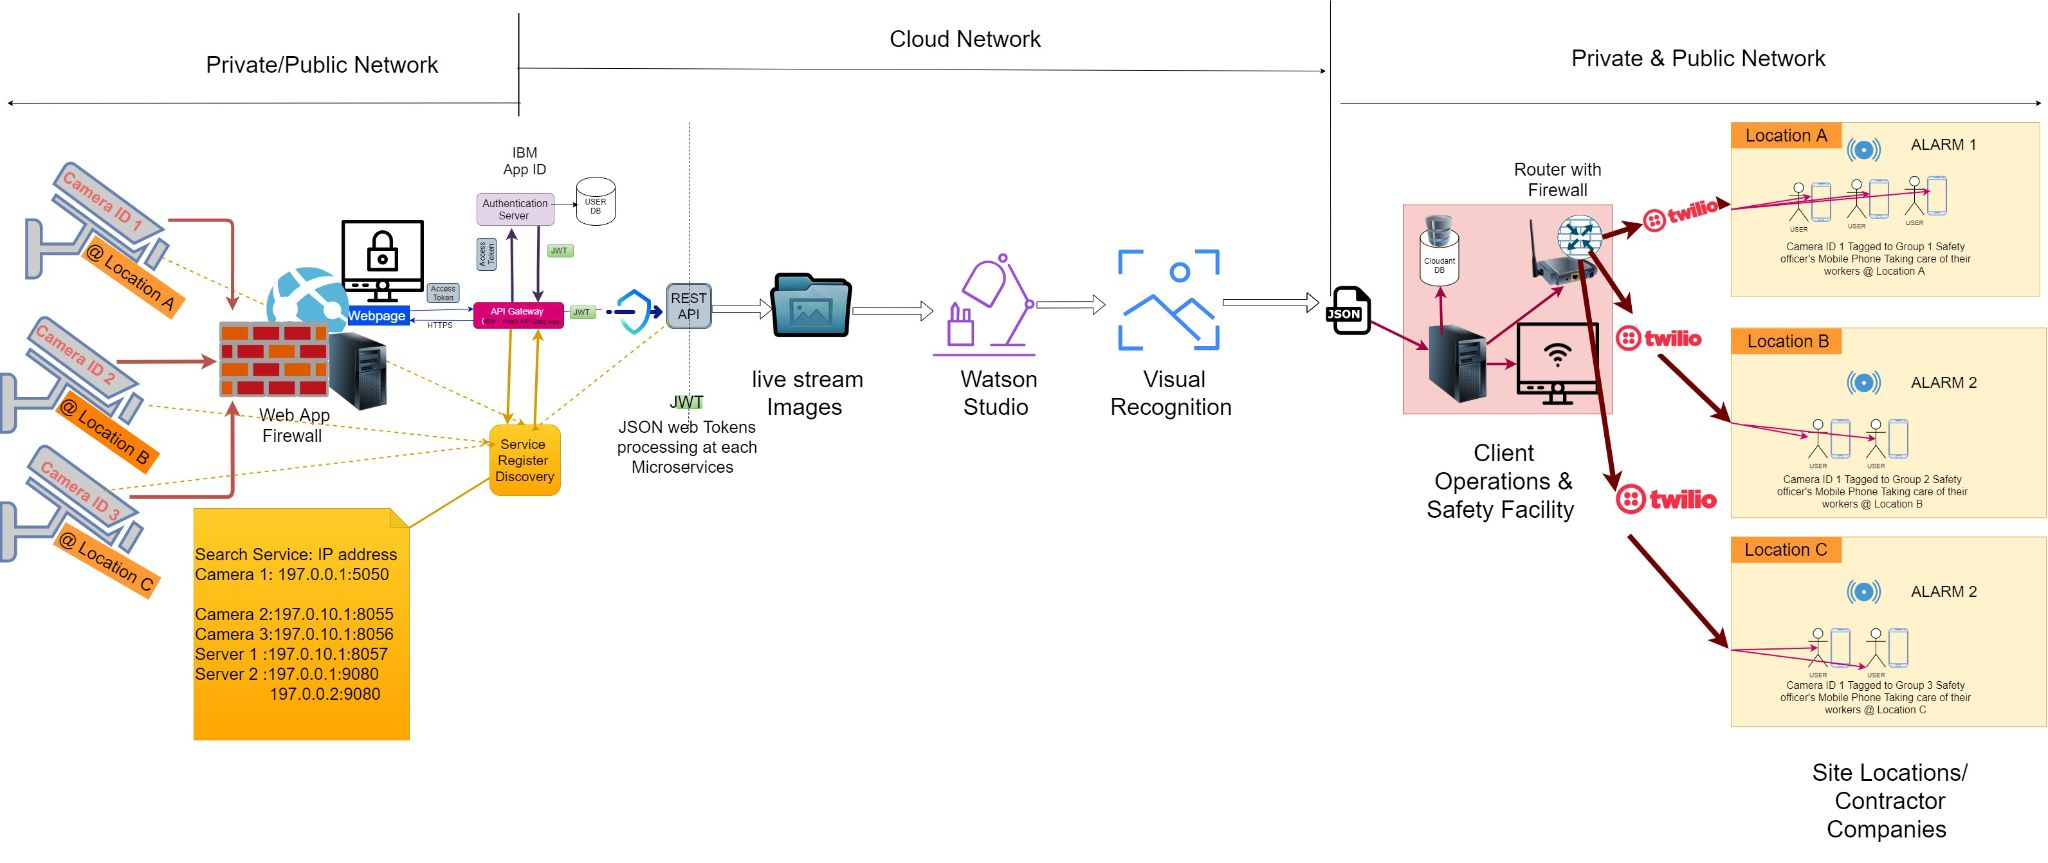 Private/Public Network
Cloud Network
Private & Public Network
Camera ID 1
@ Location A
Camera ID 2
@ Location B
Camera ID 3
@ Location C
Web App
Firewall
Webpage
Access
Token
HTTPS
IBM
App ID
Authentication
Server
USER
DB
Access
Token
JWT
API Gateway
JWT
REST
API
Service
Register
Discovery
Search Service: IP address
Camera 1: 197.0.0.1:5050
Camera 2:197.0.10.1:8055
Camera 3:197.0.10.1:8056
Server 1 :197.0.10.1:8057
Server 2 :197.0.0.1:9080
197.0.0.2:9080
JWT
JSON web Tokens
processing at each
Microservices
live stream
Images
Watson
Studio
Visual
Recognition
JSON
Cloudant
DB
Router with
Firewall
Client
Operations &
Safety Facility
twilio
twilio
twilio
Location A
ALARM 1
USER
USER
USER
Camera ID 1 Tagged to Group 1 Safety
officer's Mobile Phone Taking care of their
workers @ Location A
Location B
ALARM 2
USER
USER
Camera ID 1 Tagged to Group 2 Safety
officer's Mobile Phone Taking care of their
workers @ Location B
Location C
ALARM 2
USER
USER
Camera ID 1 Tagged to Group 3 Safety
officer's Mobile Phone Taking care of their
workers @ Location C
Site Locations/
Contractor
Companies